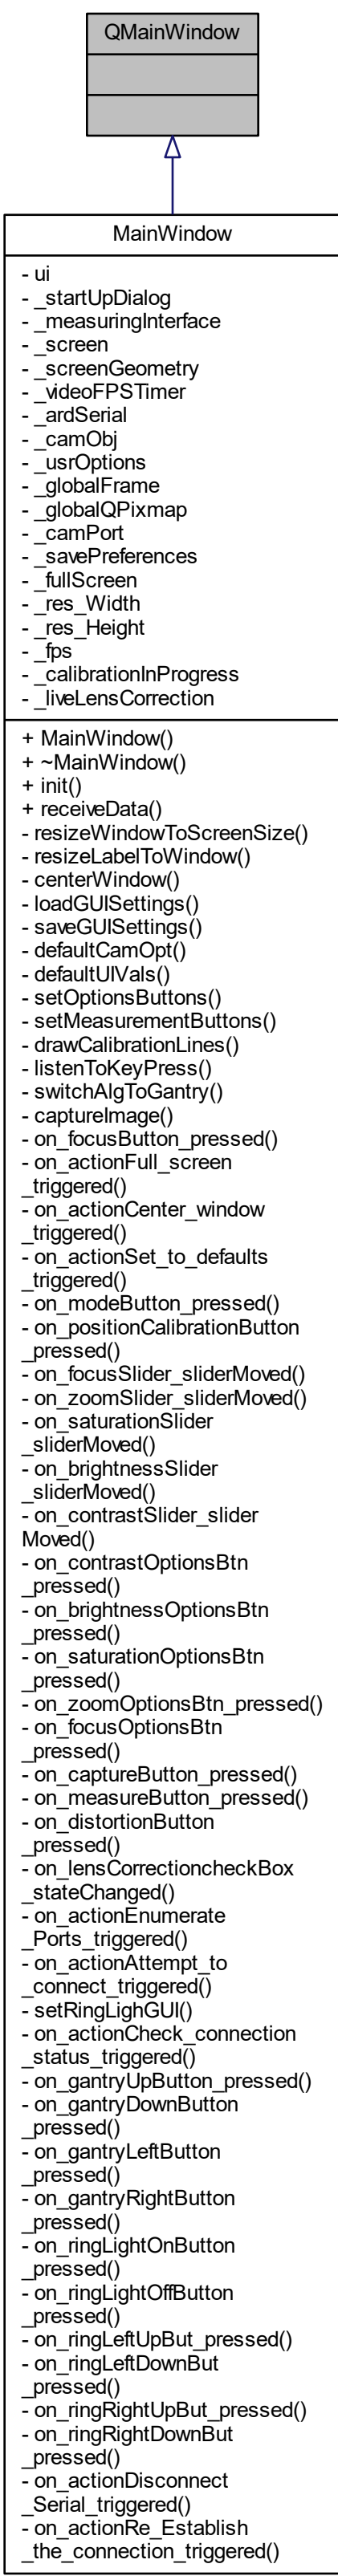 QMainWindow
MainWindow
- ui
- _startUpDialog
- _measuringInterface
- _screen
- _screenGeometry
- _videoFPSTimer
- _ardSerial
- _camObj
- _usrOptions
- _globalFrame
- _globalQPixmap
- _camPort
- _savePreferences
- _fullScreen
- _res_Width
- _res_Height
- _fps
- _calibrationInProgress
- _liveLensCorrection
+ MainWindow()
+ ~MainWindow()
+ init()
+ receiveData()
- resizeWindowToScreenSize()
- resizeLabelToWindow()
- centerWindow()
- loadGUISettings()
- saveGUISettings()
- defaultCamOpt()
- defaultUIVals()
- setOptionsButtons()
- setMeasurementButtons()
- drawCalibrationLines()
- listenToKeyPress()
- switchAlgToGantry()
- captureImage()
- on_focusButton_pressed()
- on_actionFull_screen
_triggered()
- on_actionCenter_window
_triggered()
- on_actionSet_to_defaults
_triggered()
- on_modeButton_pressed()
- on_positionCalibrationButton
_pressed()
- on_focusSlider_sliderMoved()
- on_zoomSlider_sliderMoved()
- on_saturationSlider
_sliderMoved()
- on_brightnessSlider
_sliderMoved()
- on_contrastSlider_slider
Moved()
- on_contrastOptionsBtn
_pressed()
- on_brightnessOptionsBtn
_pressed()
- on_saturationOptionsBtn
_pressed()
- on_zoomOptionsBtn_pressed()
- on_focusOptionsBtn
_pressed()
- on_captureButton_pressed()
- on_measureButton_pressed()
- on_distortionButton
_pressed()
- on_lensCorrectioncheckBox
_stateChanged()
- on_actionEnumerate
_Ports_triggered()
- on_actionAttempt_to
_connect_triggered()
- setRingLighGUI()
- on_actionCheck_connection
_status_triggered()
- on_gantryUpButton_pressed()
- on_gantryDownButton
_pressed()
- on_gantryLeftButton
_pressed()
- on_gantryRightButton
_pressed()
- on_ringLightOnButton
_pressed()
- on_ringLightOffButton
_pressed()
- on_ringLeftUpBut_pressed()
- on_ringLeftDownBut
_pressed()
- on_ringRightUpBut_pressed()
- on_ringRightDownBut
_pressed()
- on_actionDisconnect
_Serial_triggered()
- on_actionRe_Establish
_the_connection_triggered()